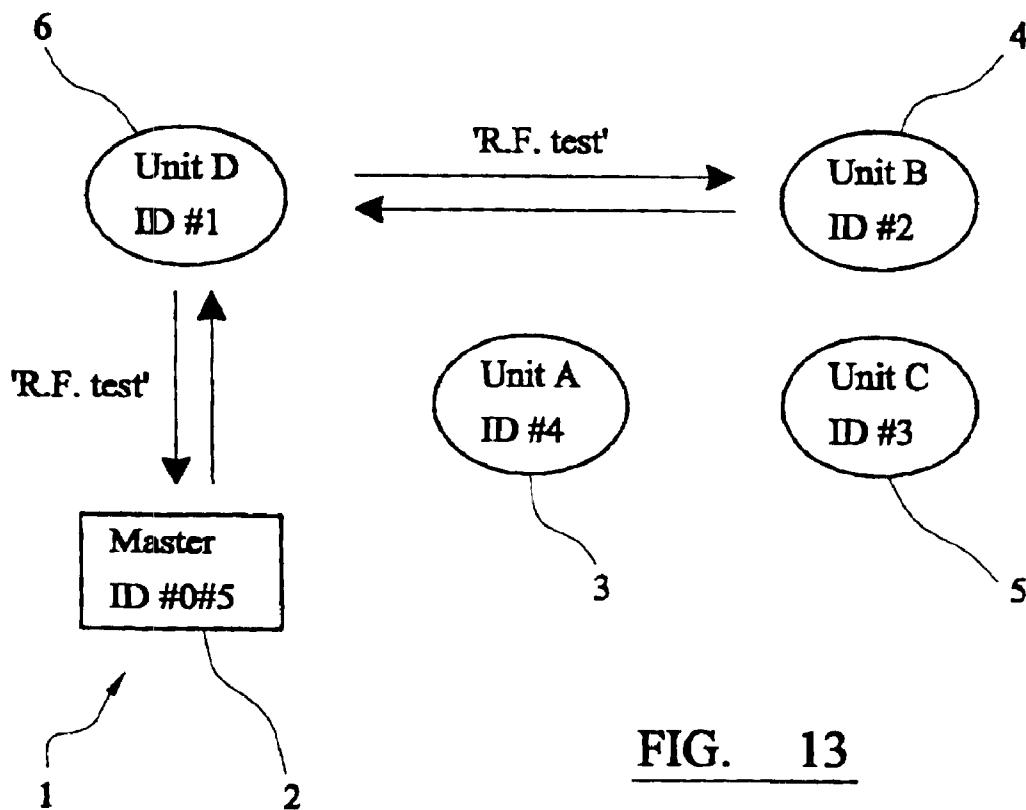 6
4
'R.F. test'
Unit D
ID #1
Unit B
ID #2
'R.F. test'
Unit A
ID #4
Unit C
ID #3
Master
ID #0#5
3
5
1
2
FIG. 13